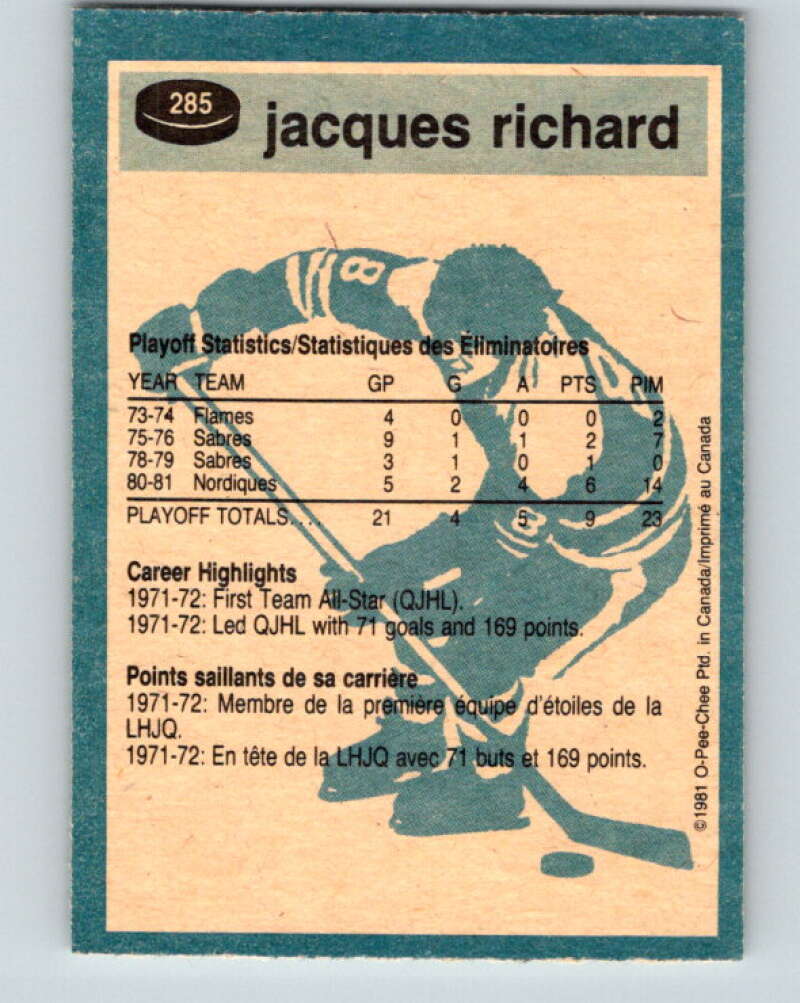 285
jacques richard
8
Playoff Statistics/Statistiques des Éliminatoires
YEAR TEAM GP G A PTS PIM
73-74 Flames 4 0 0 0 2
75-76 Sabres 9 1 1 2 7
78-79 Sabres 3 1 0 1 0
80-81 Nordiques 5 2 4 6 14
PLAYOFF TOTALS.... 21 4 5 9 23
Career Highlights
1971-72: First Team All-Star (QJHL).
1971-72: Led QJHL with 71 goals and 169 points.
Points saillants de sa carrière
1971-72: Membre de la première équipe d'étoiles de la
LHJQ.
1971-72: En tête de la LHJQ avec 71 buts et 169 points.
©1981 O-Pee-Chee Ptd. in Canada/Imprimé au Canada